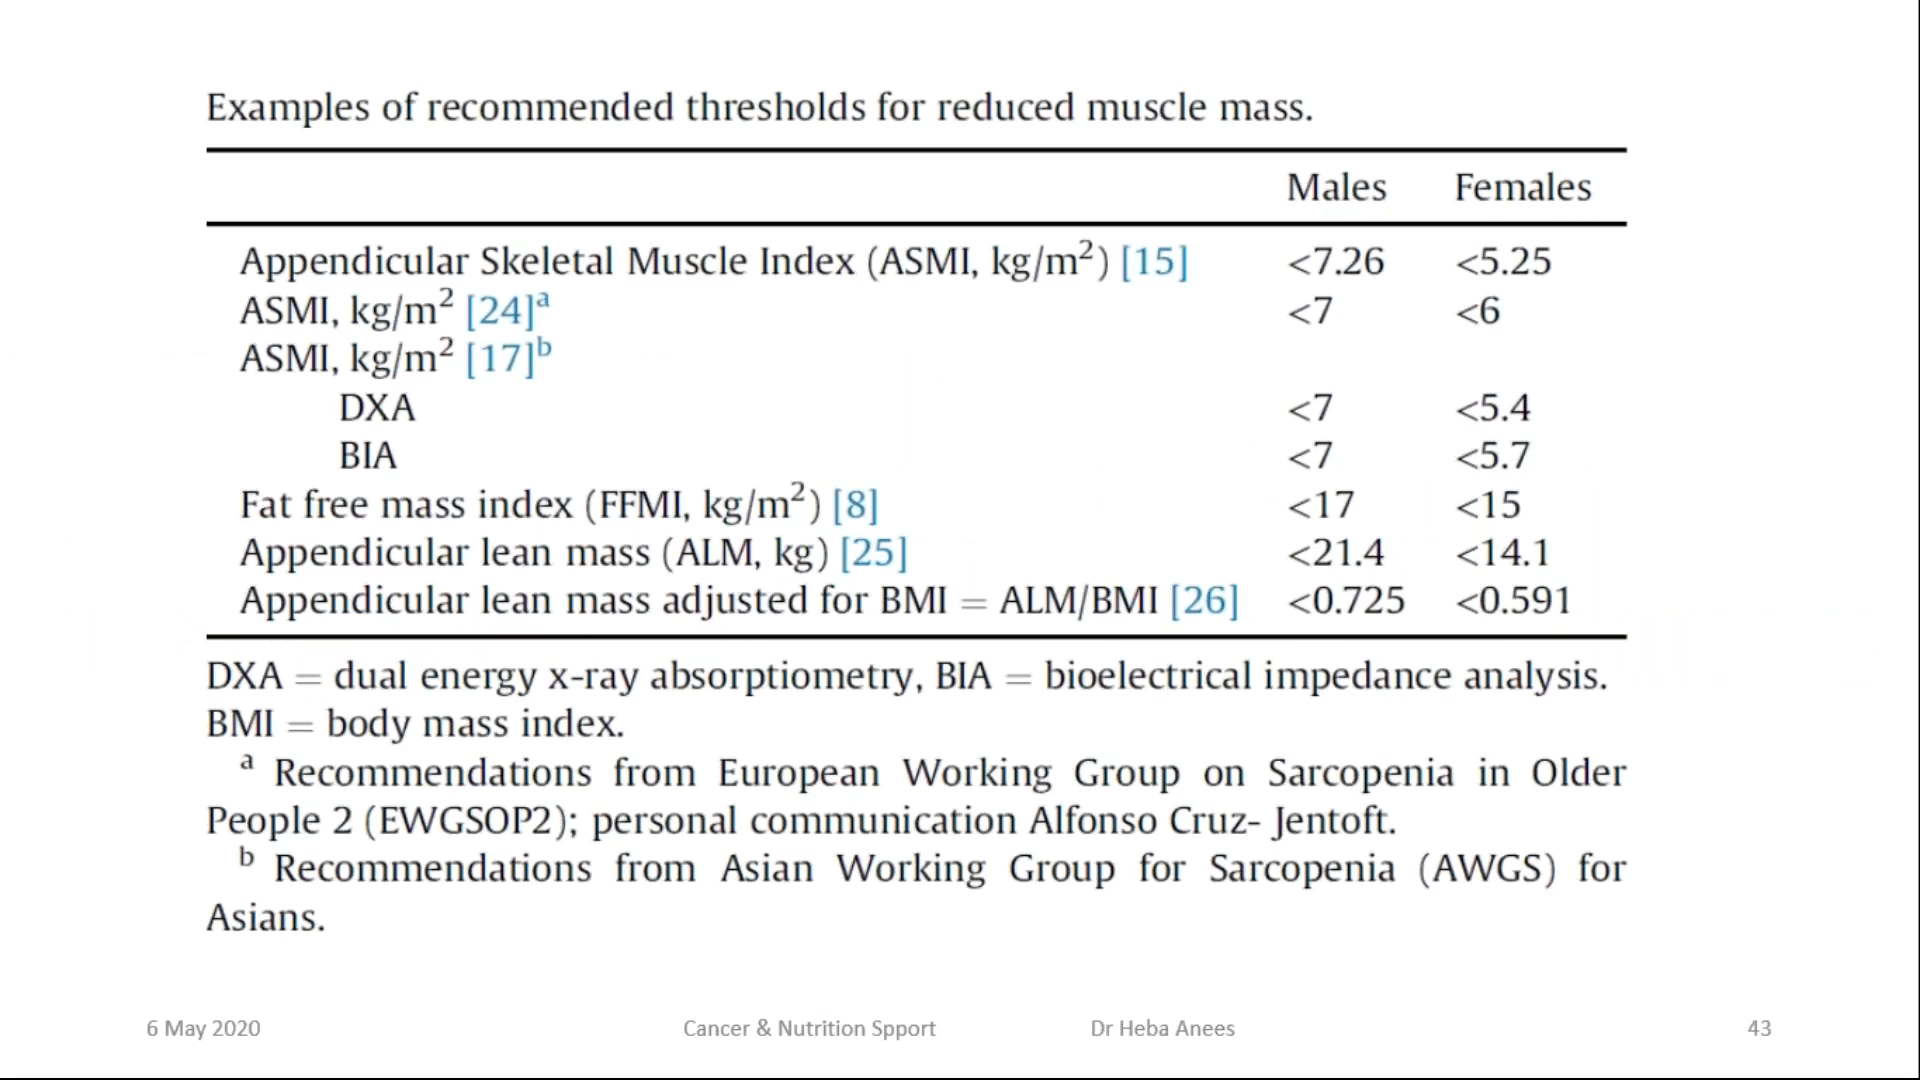 Examples of recommended thresholds for reduced muscle mass.
Males Females
Appendicular Skeletal Muscle Index (ASMI, kg/m²) [15] <7.26 <5.25
ASMI, kg/m² [24]ᵃ <7 <6
ASMI, kg/m² [17]ᵇ
DXA <7 <5.4
BIA <7 <5.7
Fat free mass index (FFMI, kg/m²) [8] <17 <15
Appendicular lean mass (ALM, kg) [25] <21.4 <14.1
Appendicular lean mass adjusted for BMI = ALM/BMI [26] <0.725 <0.591
DXA = dual energy x-ray absorptiometry, BIA = bioelectrical impedance analysis.
BMI = body mass index.
ᵃ Recommendations from European Working Group on Sarcopenia in Older
People 2 (EWGSOP2); personal communication Alfonso Cruz- Jentoft.
ᵇ Recommendations from Asian Working Group for Sarcopenia (AWGS) for
Asians.
6 May 2020 Cancer & Nutrition Spport Dr Heba Anees 43